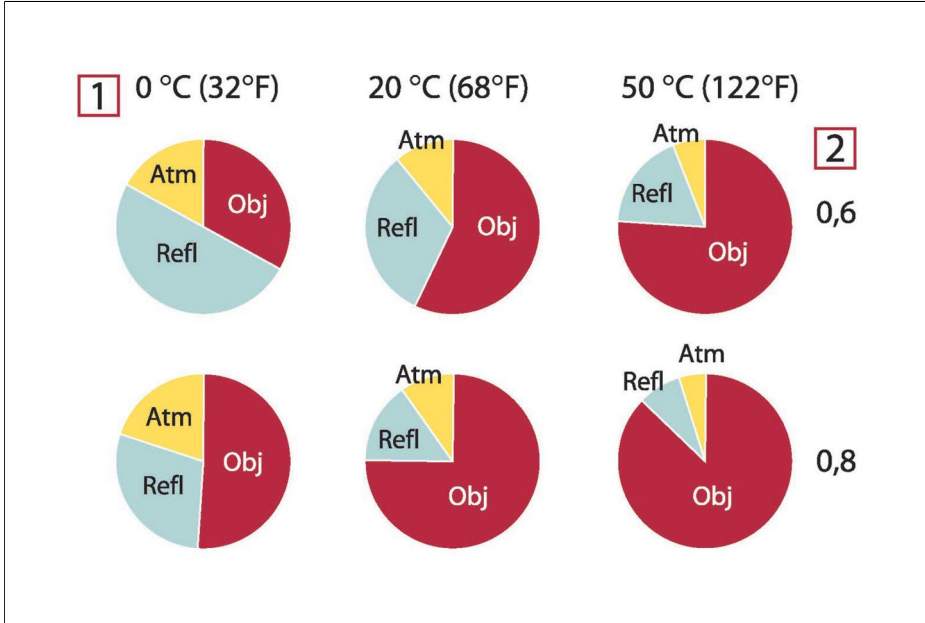 1 0 °C (32°F) 20 °C (68°F) 50 °C (122°F)
2
0,6
Atm
Obj
Refl
Atm
Refl
Obj
Atm
Refl
Obj
Atm
Refl
Obj
Atm
Refl
Obj
Atm
Refl
Obj
0,8